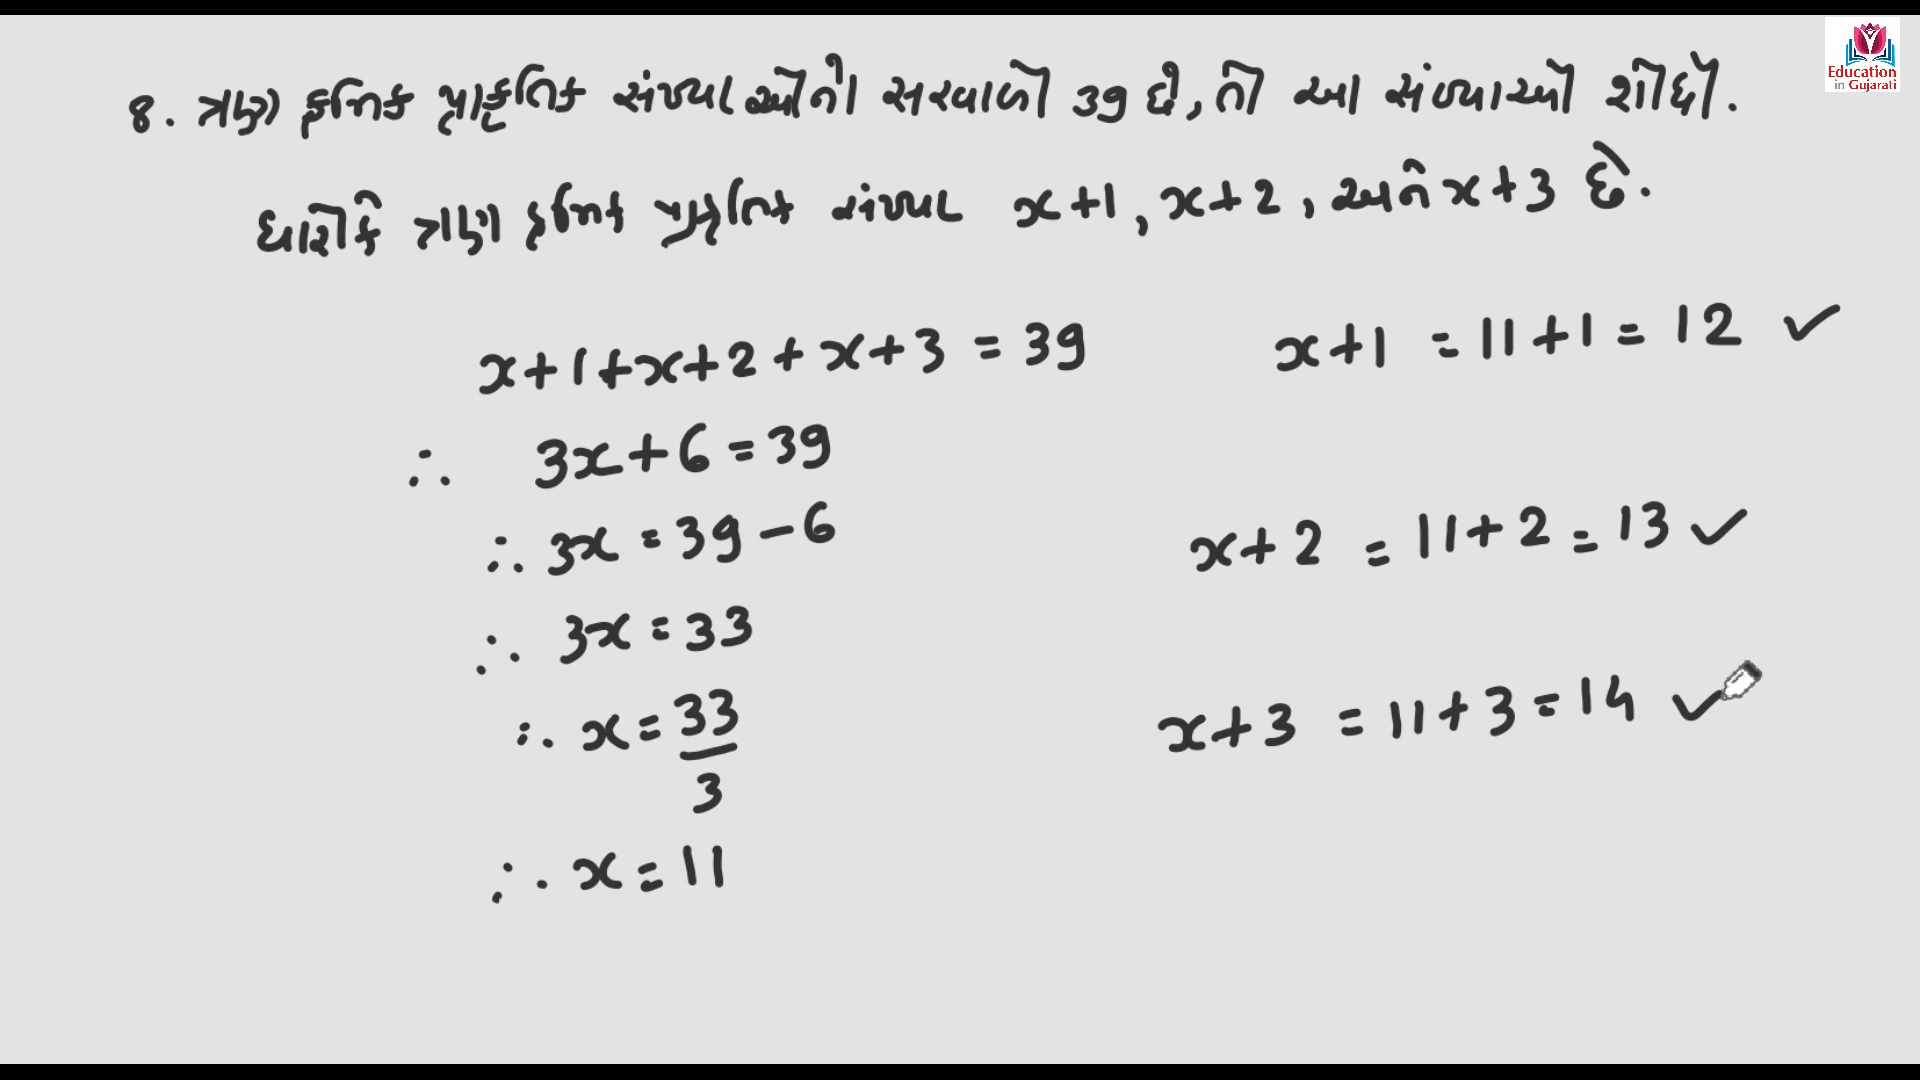 Education
in Gujarati
8. ત્રણ ક્રમિક પ્રાકૃતિક સંખ્યાઓનો સરવાળો 39 છે, તો આ સંખ્યાઓ શોધો.
ધારોકે ત્રણ ક્રમિક પ્રાકૃતિક સંખ્યા x+1, x+2, અને x+3 છે.
x+1+x+2+x+3 = 39
∴ 3x+6=39
∴ 3x = 39-6
∴ 3x = 33
∴ x = 33/3
∴ x = 11
x+1 = 11+1 = 12 ✓
x+2 = 11+2 = 13 ✓
x+3 = 11+3 = 14 ✓